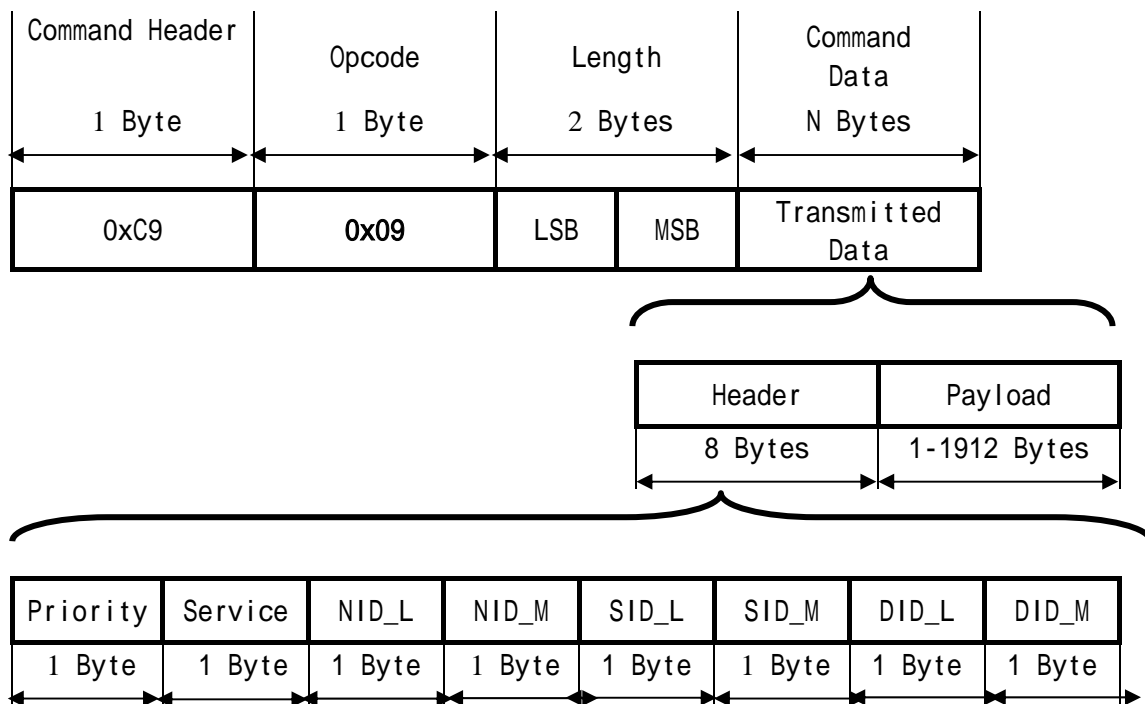 Command Header
Opcode
Length
Command
Data
1 Byte
1 Byte
2 Bytes
N Bytes
0xC9
0x09
LSB
MSB
Transmitted
Data
Header
Payload
8 Bytes
1-1912 Bytes
Priority
Service
NID_L
NID_M
SID_L
SID_M
DID_L
DID_M
1 Byte
1 Byte
1 Byte
1 Byte
1 Byte
1 Byte
1 Byte
1 Byte